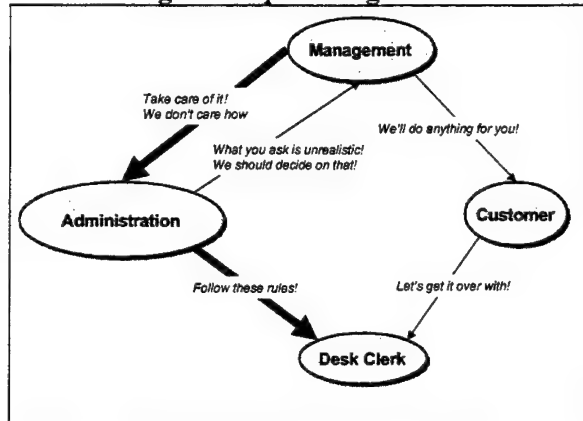 Management
Take care of it!
We don't care how
What you ask is unrealistic!
We should decide on that!
We'll do anything for you!
Administration
Customer
Follow these rules!
Let's get it over with!
Desk Clerk